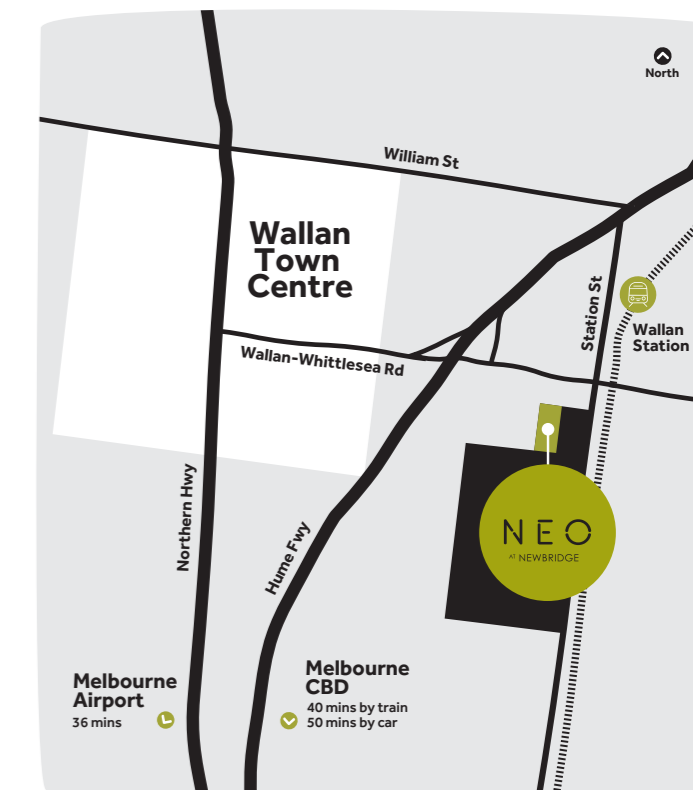 North
William St
Wallan
Town
Centre
Station St
Wallan
Station
Wallan-Whittlesea Rd
NEO
AT NEWBRIDGE
Northern Hwy
Hume Fwy
Melbourne
Airport
36 mins
Melbourne
CBD
40 mins by train
50 mins by car